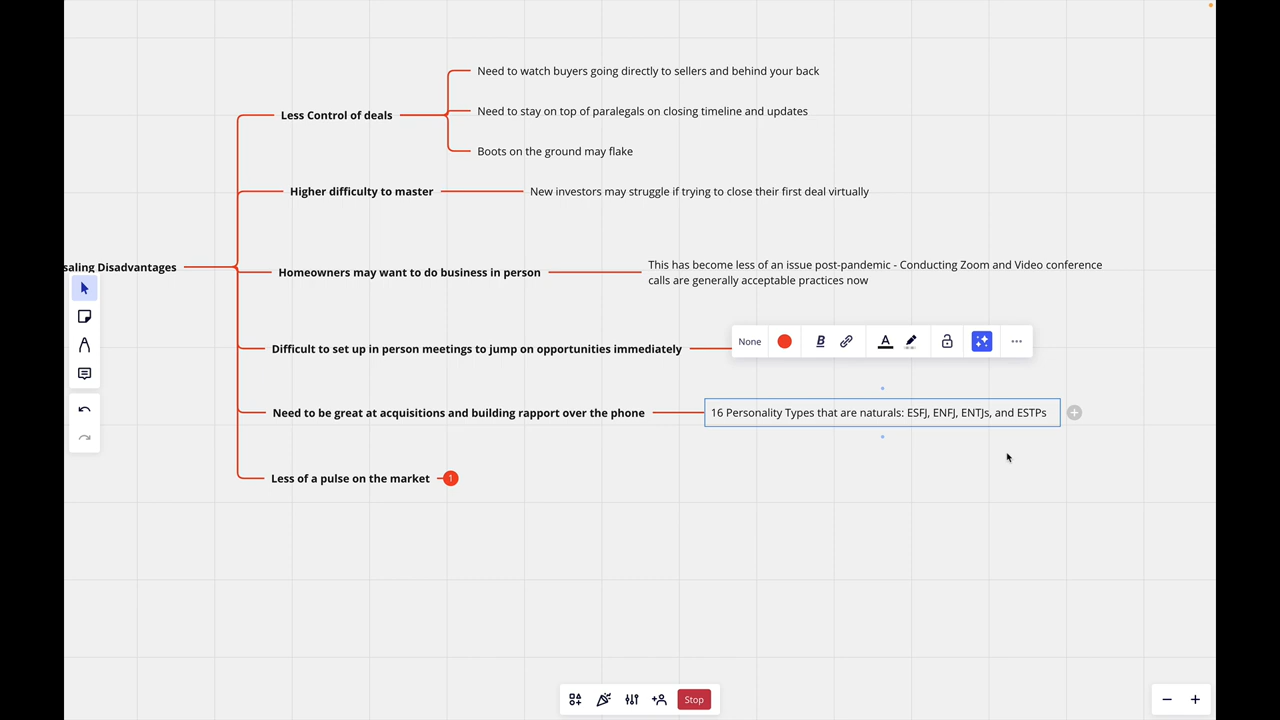 Need to watch buyers going directly to sellers and behind your back
Less Control of deals
Need to stay on top of paralegals on closing timeline and updates
Boots on the ground may flake
Higher difficulty to master
New investors may struggle if trying to close their first deal virtually
saling Disadvantages
Homeowners may want to do business in person
This has become less of an issue post-pandemic - Conducting Zoom and Video conference
calls are generally acceptable practices now
None
B
A
Difficult to set up in person meetings to jump on opportunities immediately
Need to be great at acquisitions and building rapport over the phone
16 Personality Types that are naturals: ESFJ, ENFJ, ENTJs, and ESTPs
Less of a pulse on the market
1
Stop